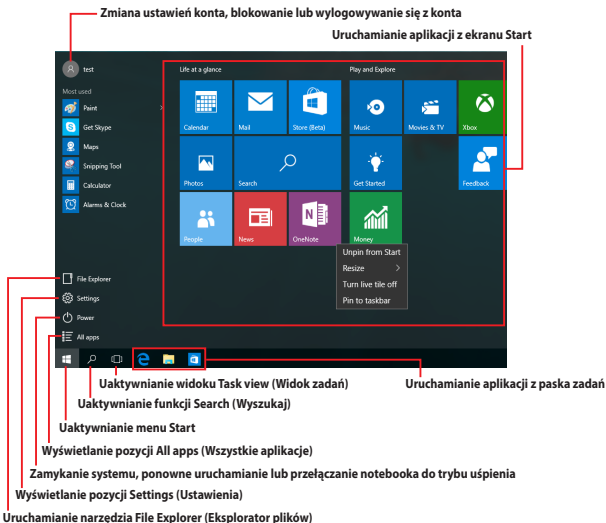 Zmiana ustawień konta, blokowanie lub wylogowywanie się z konta
Uruchamianie aplikacji z ekranu Start
test
Most used
Paint
Get Skype
Maps
Snipping Tool
Calculator
Alarms & Clock
File Explorer
Settings
Power
All apps
Life at a glance
Play and Explore
Calendar
Mail
Store (Beta)
Music
Movies & TV
Xbox
Photos
Search
Get Started
Feedback
People
News
OneNote
Money
Unpin from Start
Resize
Turn live tile off
Pin to taskbar
Uaktywnianie widoku Task view (Widok zadań)
Uruchamianie aplikacji z paska zadań
Uaktywnianie funkcji Search (Wyszukaj)
Uaktywnianie menu Start
Wyświetlanie pozycji All apps (Wszystkie aplikacje)
Zamykanie systemu, ponowne uruchamianie lub przełączanie notebooka do trybu uśpienia
Wyświetlanie pozycji Settings (Ustawienia)
Uruchamianie narzędzia File Explorer (Eksplorator plików)